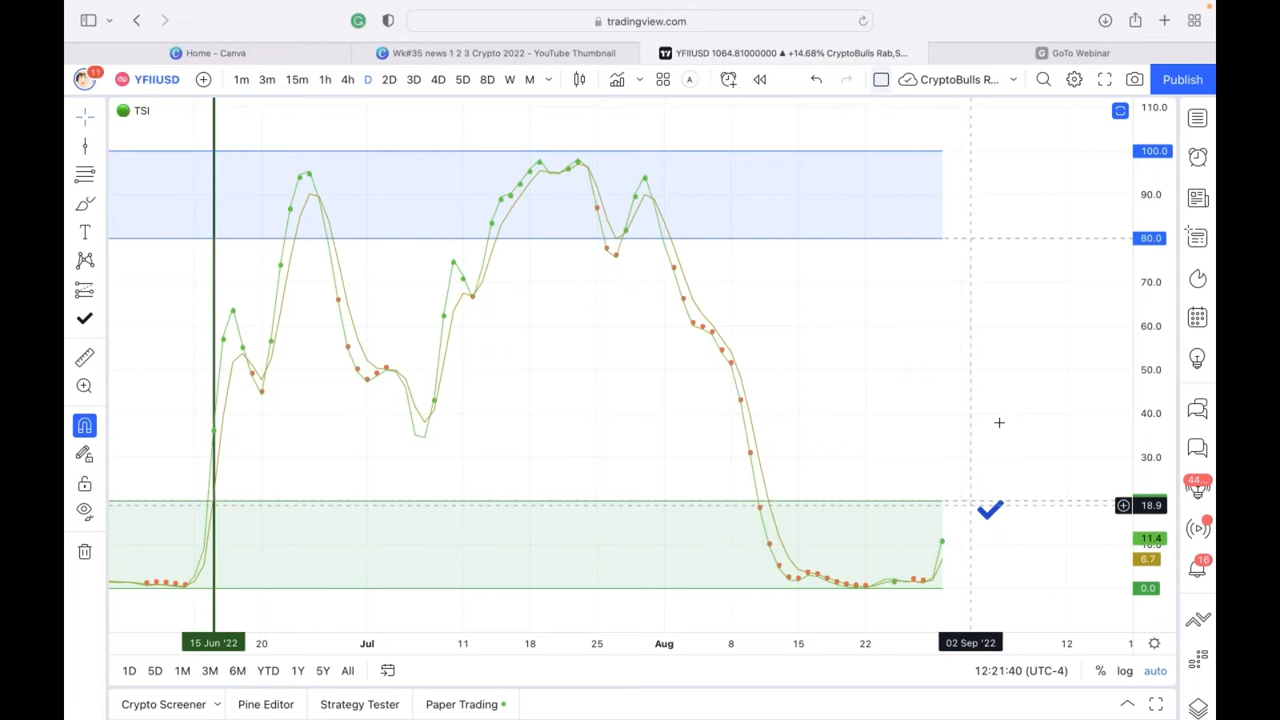 tradingview.com
Home - Canva
Wk#35 news 1 2 3 Crypto 2022 - YouTube Thumbnail
YFIIUSD 1064.81000000 ▲ +14.68% CryptoBulls Rab,S...
GoTo Webinar
11
YFIIUSD
1m 3m 15m 1h 4h D 2D 3D 4D 5D 8D W M
A
CryptoBulls R...
Publish
TSI
110.0
100.0
90.0
80.0
70.0
60.0
50.0
40.0
30.0
18.9
11.4
6.7
0.0
44...
16
15 Jun '22 20 Jul 11 18 25 Aug 8 15 22 02 Sep '22 12 1
1D 5D 1M 3M 6M YTD 1Y 5Y All 12:21:40 (UTC-4) % log auto
Crypto Screener Pine Editor Strategy Tester Paper Trading